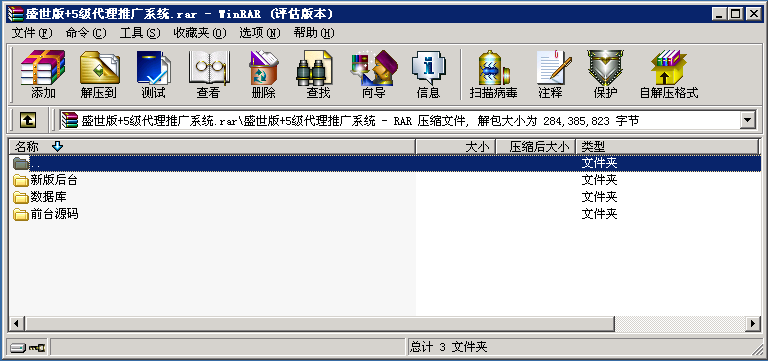 盛世版+5级代理推广系统.rar - WinRAR (评估版本)
文件(F) 命令(C) 工具(S) 收藏夹(O) 选项(N) 帮助(H)
添加 解压到 测试 查看 删除 查找 向导 信息 扫描病毒 注释 保护 自解压格式
盛世版+5级代理推广系统.rar\盛世版+5级代理推广系统 - RAR 压缩文件, 解包大小为 284,385,823 字节
名称 大小 压缩后大小 类型
.. 文件夹
新版后台 文件夹
数据库 文件夹
前台源码 文件夹
总计 3 文件夹